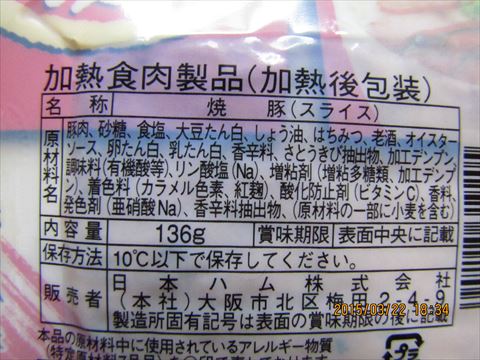 加熱食肉製品(加熱後包装)
名称 焼豚(スライス)
原材料名 豚肉、砂糖、食塩、大豆たん白、しょう油、はちみつ、老酒、オイスター
ソース、卵たん白、乳たん白、香辛料、さとうきび抽出物、加工デンプン、
調味料(有機酸等)、リン酸塩(Na)、増粘剤(増粘多糖類、加工デンプ
ン)、着色料(カラメル色素、紅麹)、酸化防止剤(ビタミンC)、香料、
発色剤(亜硝酸Na)、香辛料抽出物、(原材料の一部に小麦を含む)
内容量 136g 賞味期限 表面中央に記載
保存方法 10℃以下で保存してください。
販売者 日本ハム株式会社
(本社)大阪市北区梅 2 4 9
製造所固有記号は表面の賞味期限の後に記載
2015/03/22 18:34
本品の原材料中に使用されているアレルギー物質